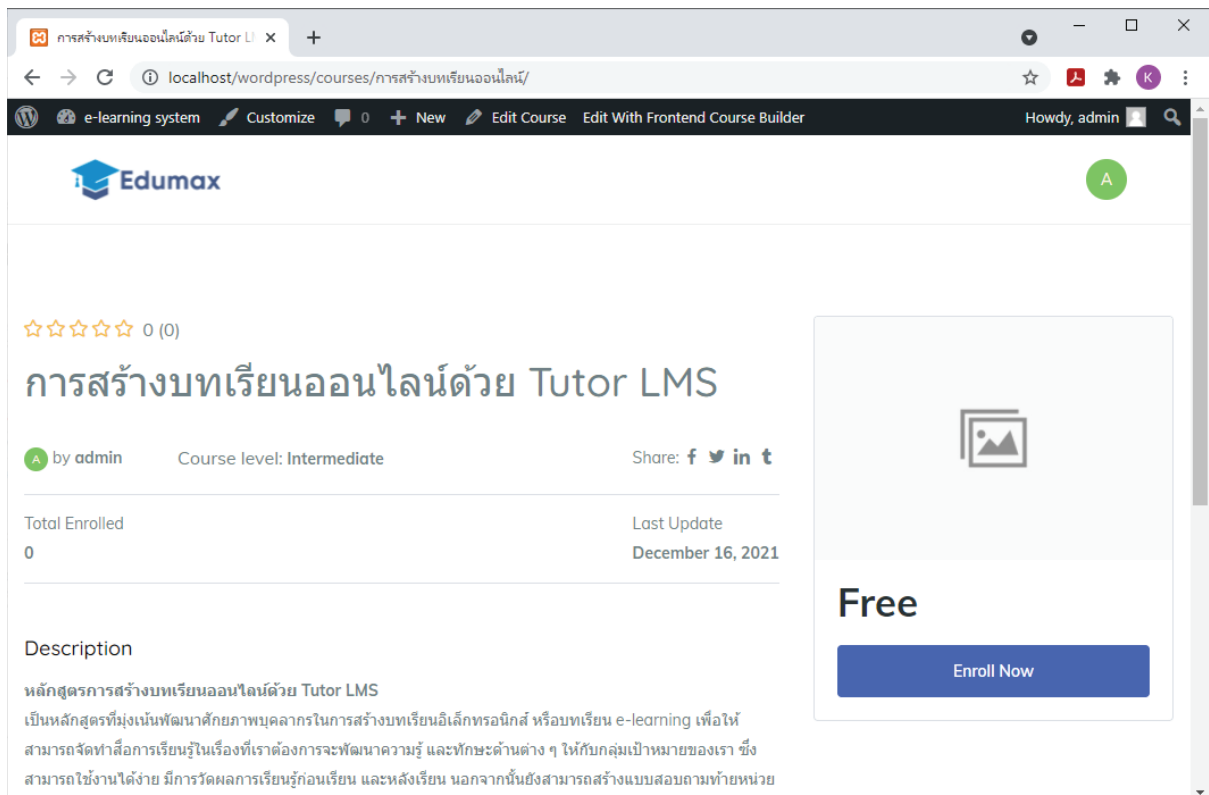 การสร้างบทเรียนออนไลน์ด้วย Tutor L
K
localhost/wordpress/courses/การสร้างบทเรียนออนไลน์/
e-learning system Customize 0 New Edit Course Edit With Frontend Course Builder Howdy, admin
Edumax
A
0 (0)
การสร้างบทเรียนออนไลน์ด้วย Tutor LMS
A by admin Course level: Intermediate Share:
Total Enrolled Last Update
0 December 16, 2021
Free
Enroll Now
Description
หลักสูตรการสร้างบทเรียนออนไลน์ด้วย Tutor LMS
เป็นหลักสูตรที่มุ่งเน้นพัฒนาศักยภาพบุคลากรในการสร้างบทเรียนอิเล็กทรอนิกส์ หรือบทเรียน e-learning เพื่อให้
สามารถจัดทำสื่อการเรียนรู้ในเรื่องที่เราต้องการจะพัฒนาความรู้ และทักษะด้านต่าง ๆ ให้กับกลุ่มเป้าหมายของเรา ซึ่ง
สามารถใช้งานได้ง่าย มีการวัดผลการเรียนรู้ก่อนเรียน และหลังเรียน นอกจากนั้นยังสามารถสร้างแบบสอบถามท้ายหน่วย